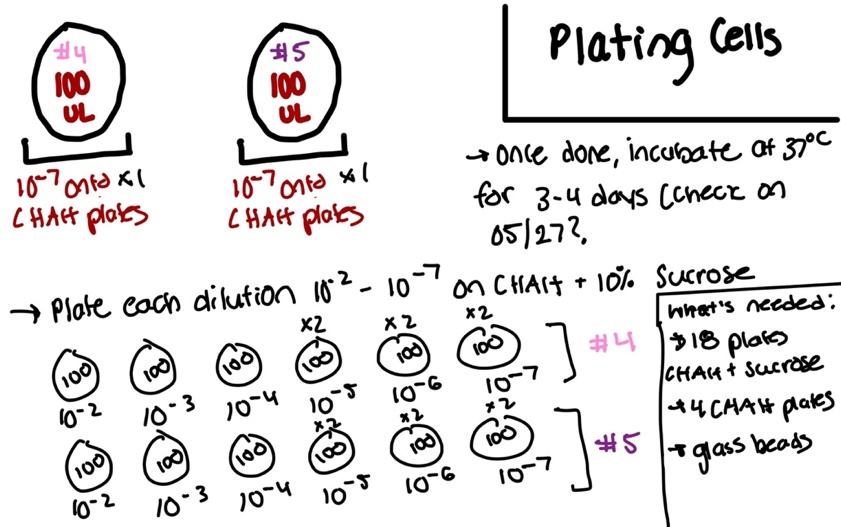 Plating Cells
#4
100
UL
10⁻⁷ onto x1
CHAH plates
#5
100
UL
10⁻⁷ onto x1
CHAH plates
→ Once done, incubate at 37°C
for 3-4 days (check on
05/27?.
→ Plate each dilution 10⁻² - 10⁻⁷ on CHAH + 10% Sucrose
x2 x2 x2
100 100 100 100 100 100 #4
10⁻² 10⁻³ 10⁻⁴ 10⁻⁵ 10⁻⁶ 10⁻⁷
x2 x2 x2
100 100 100 100 100 100 #5
10⁻² 10⁻³ 10⁻⁴ 10⁻⁵ 10⁻⁶ 10⁻⁷
What's needed:
→ 18 plates
CHAH + sucrose
→ 4 CHAH plates
→ glass beads